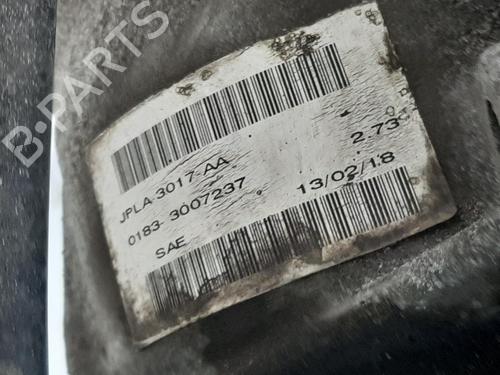 B-PARTS
JPLA-3017-AA 2.73
0183-3007237 13/02/18
SAE